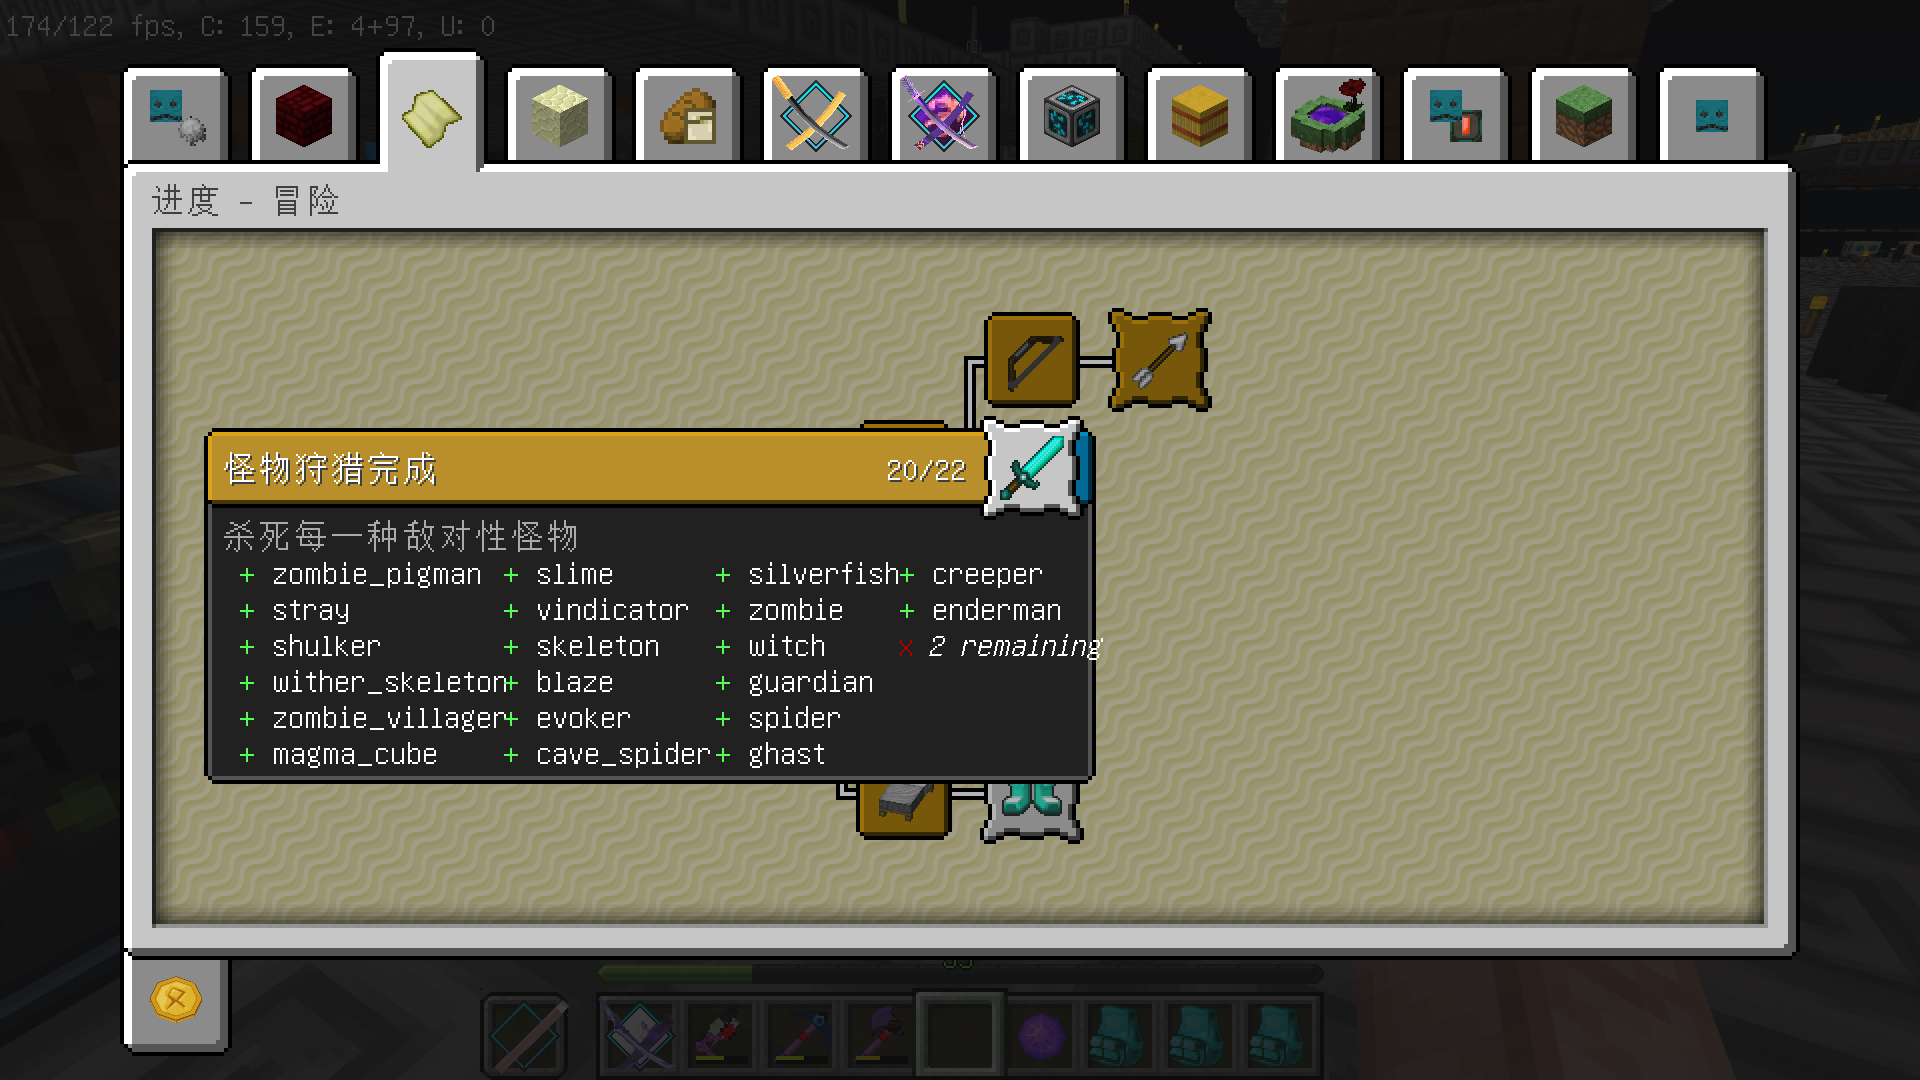 174/122 fps, C: 159, E: 4+97, U: 0
进度 - 冒险
怪物狩猎完成 20/22
杀死每一种敌对性怪物
+ zombie_pigman + slime + silverfish + creeper
+ stray + vindicator + zombie + enderman
+ shulker + skeleton + witch x 2 remaining
+ wither_skeleton + blaze + guardian
+ zombie_villager + evoker + spider
+ magma_cube + cave_spider + ghast